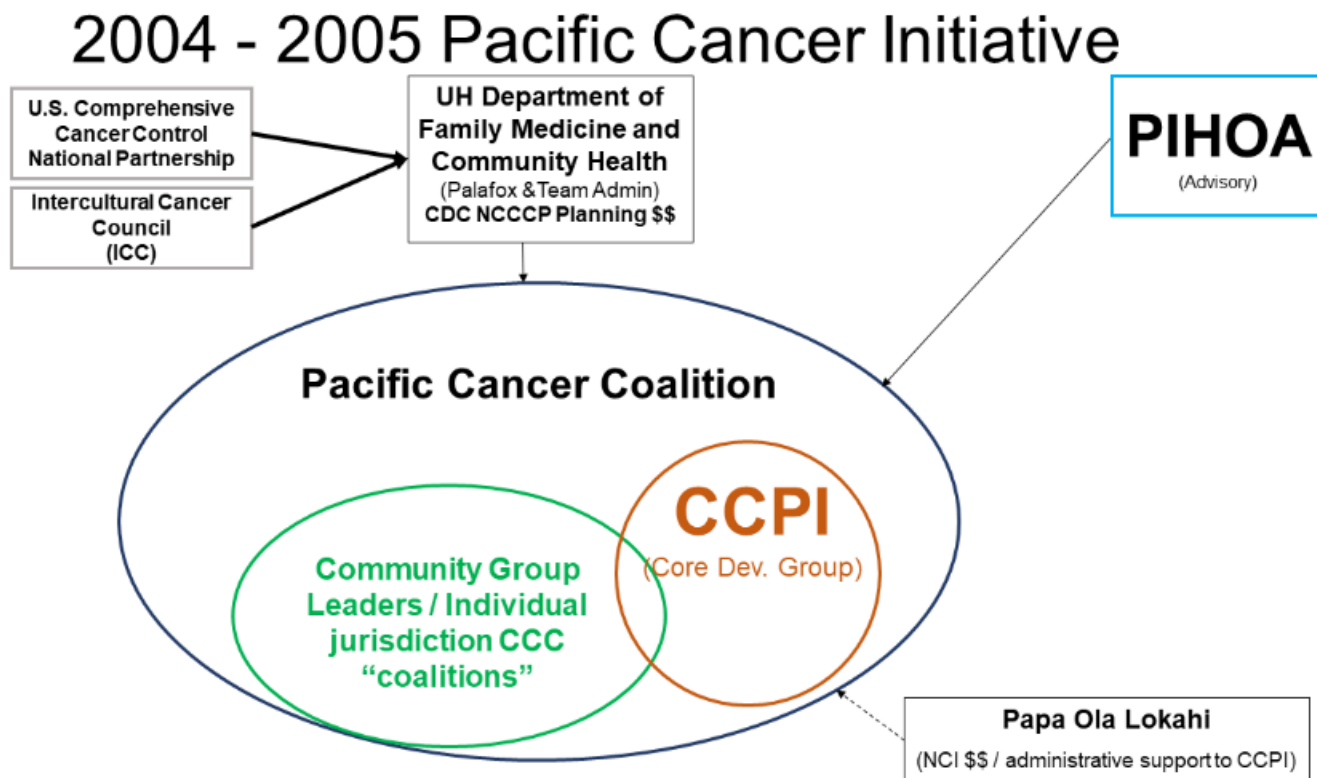 2004 - 2005 Pacific Cancer Initiative
U.S. Comprehensive
Cancer Control
National Partnership
Intercultural Cancer
Council
(ICC)
UH Department of
Family Medicine and
Community Health
(Palafox & Team Admin)
CDC NCCCP Planning $$
PIHOA
(Advisory)
Pacific Cancer Coalition
CCPI
(Core Dev. Group)
Community Group
Leaders / Individual
jurisdiction CCC
“coalitions”
Papa Ola Lokahi
(NCI $$ / administrative support to CCPI)